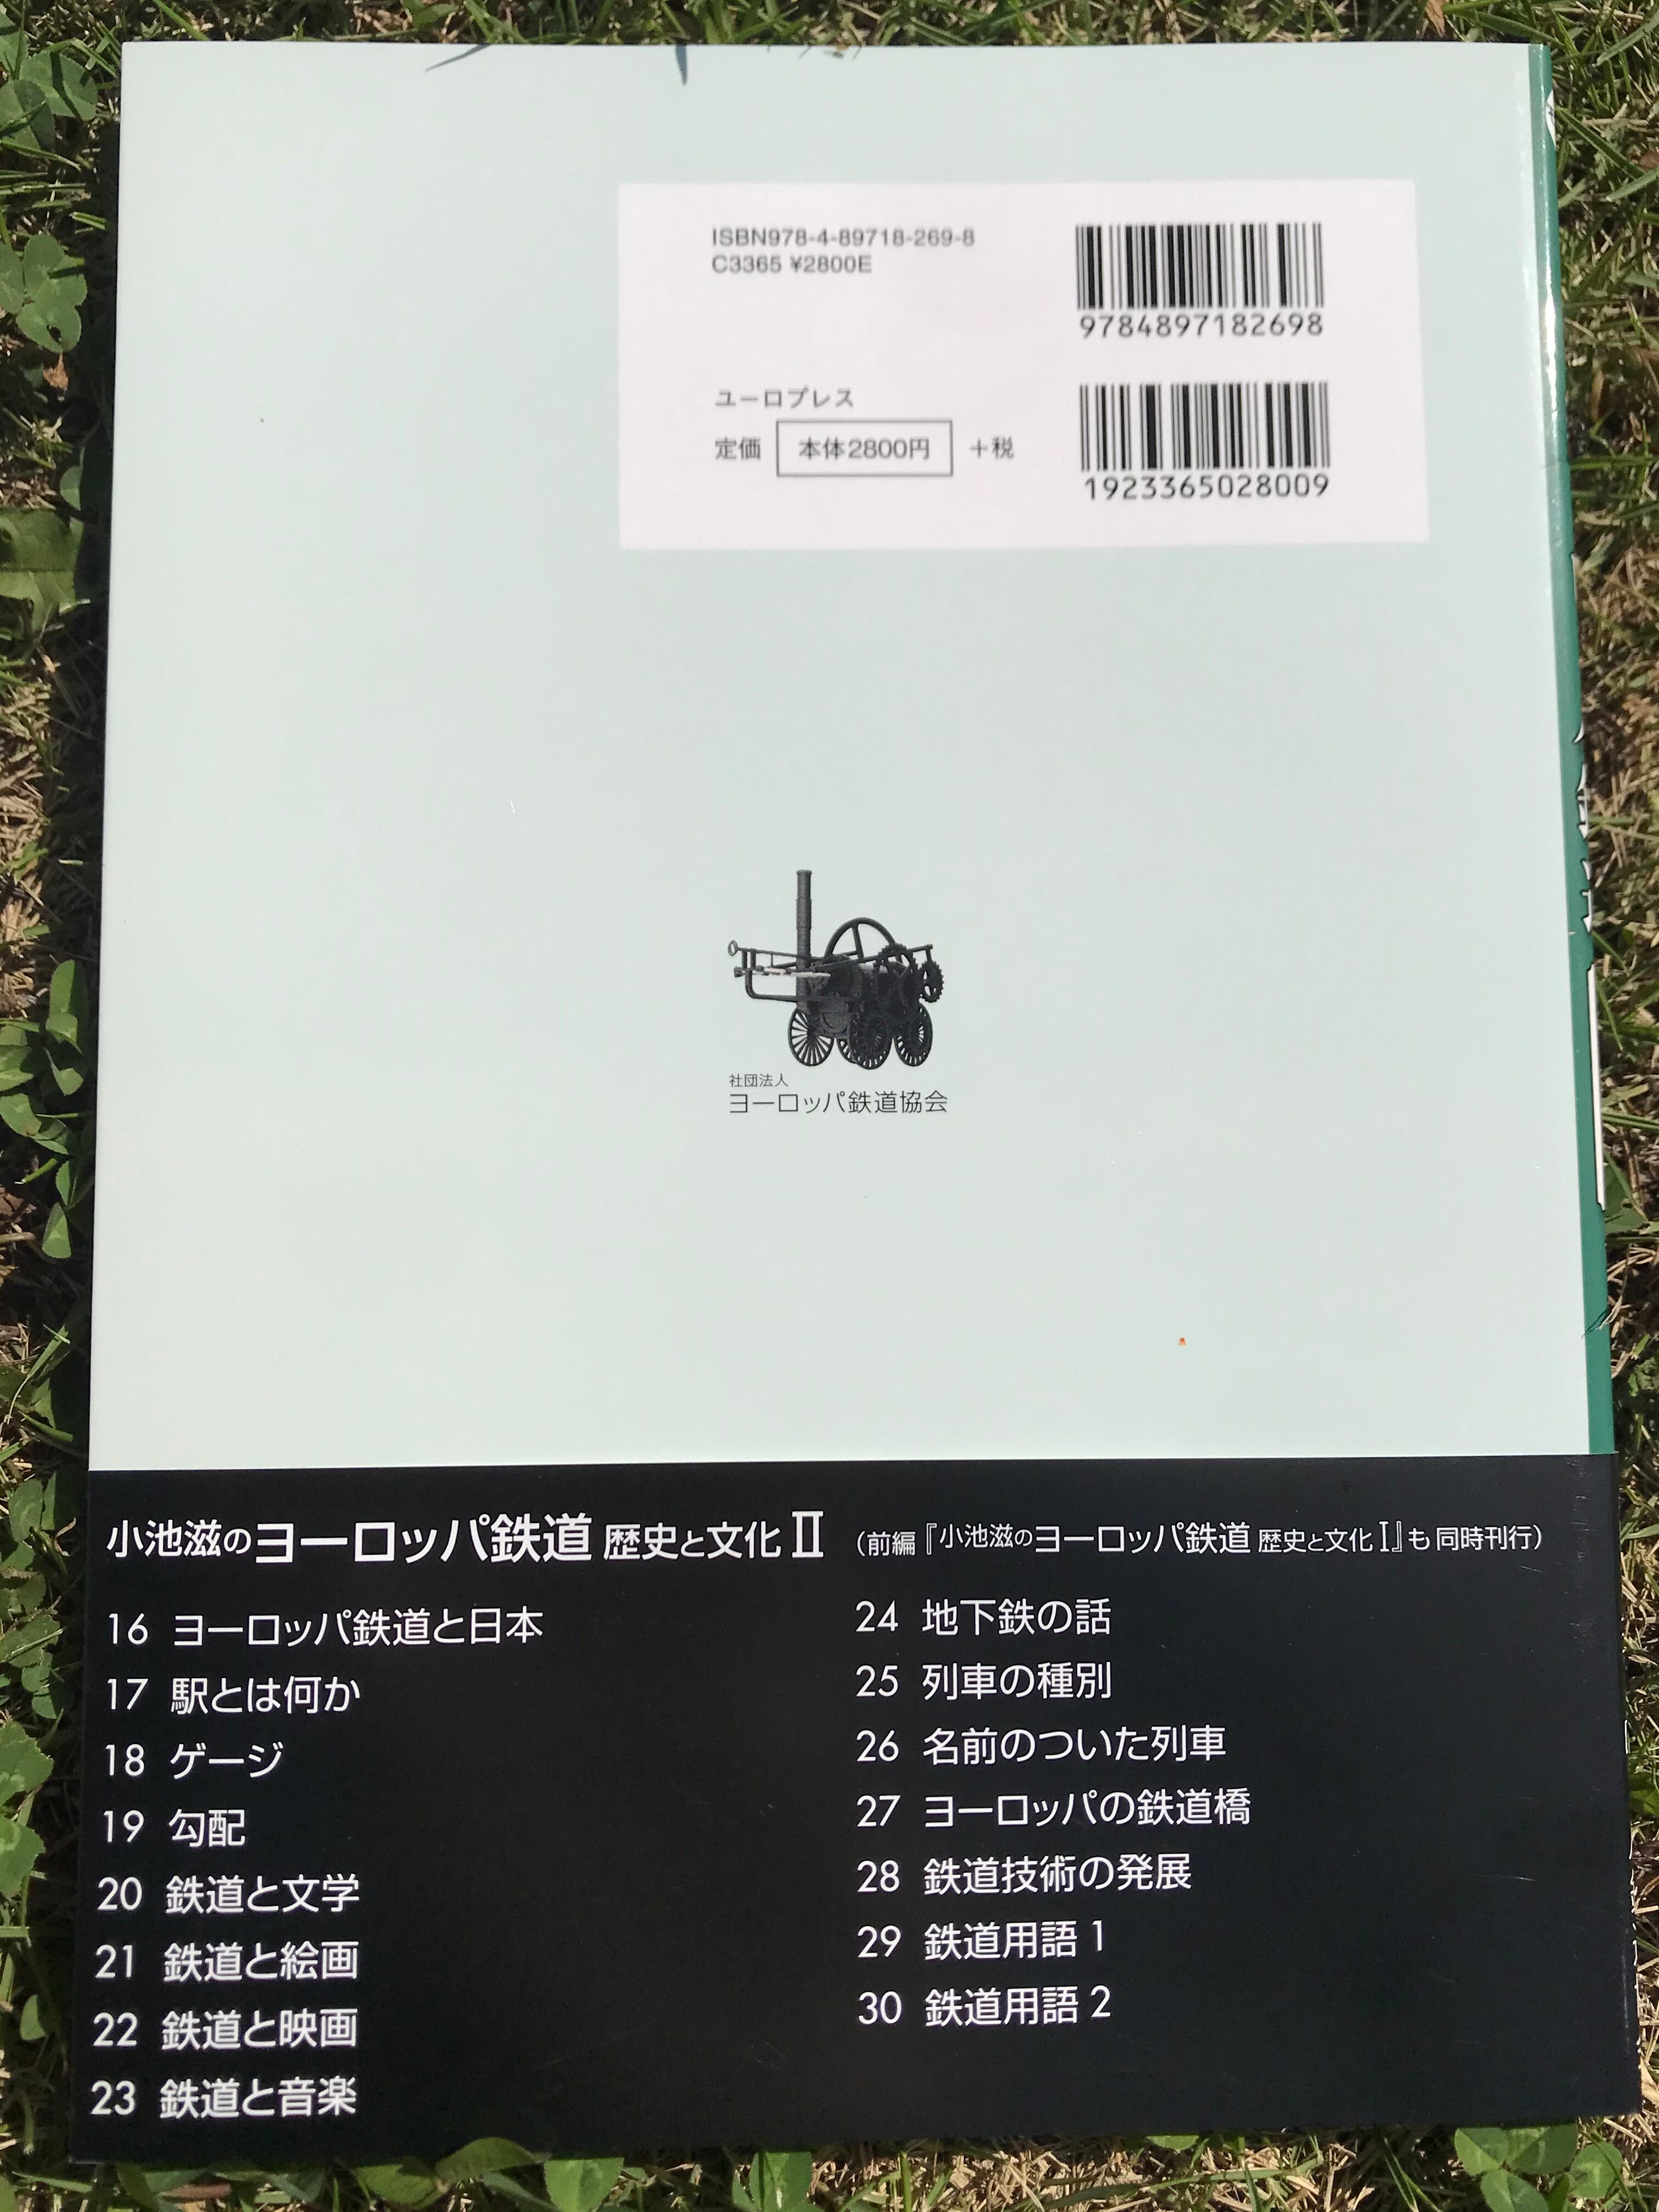 ISBN978-4-89718-269-8
C3365 ¥2800E
9784897182698
ユーロプレス
定価 本体2800円 +税
1923365028009
社団法人
ヨーロッパ鉄道協会
小池滋のヨーロッパ鉄道 歴史と文化 Ⅱ (前編『小池滋のヨーロッパ鉄道 歴史と文化Ⅰ』も同時刊行)
16 ヨーロッパ鉄道と日本
17 駅とは何か
18 ゲージ
19 勾配
20 鉄道と文学
21 鉄道と絵画
22 鉄道と映画
23 鉄道と音楽
24 地下鉄の話
25 列車の種別
26 名前のついた列車
27 ヨーロッパの鉄道橋
28 鉄道技術の発展
29 鉄道用語 1
30 鉄道用語 2